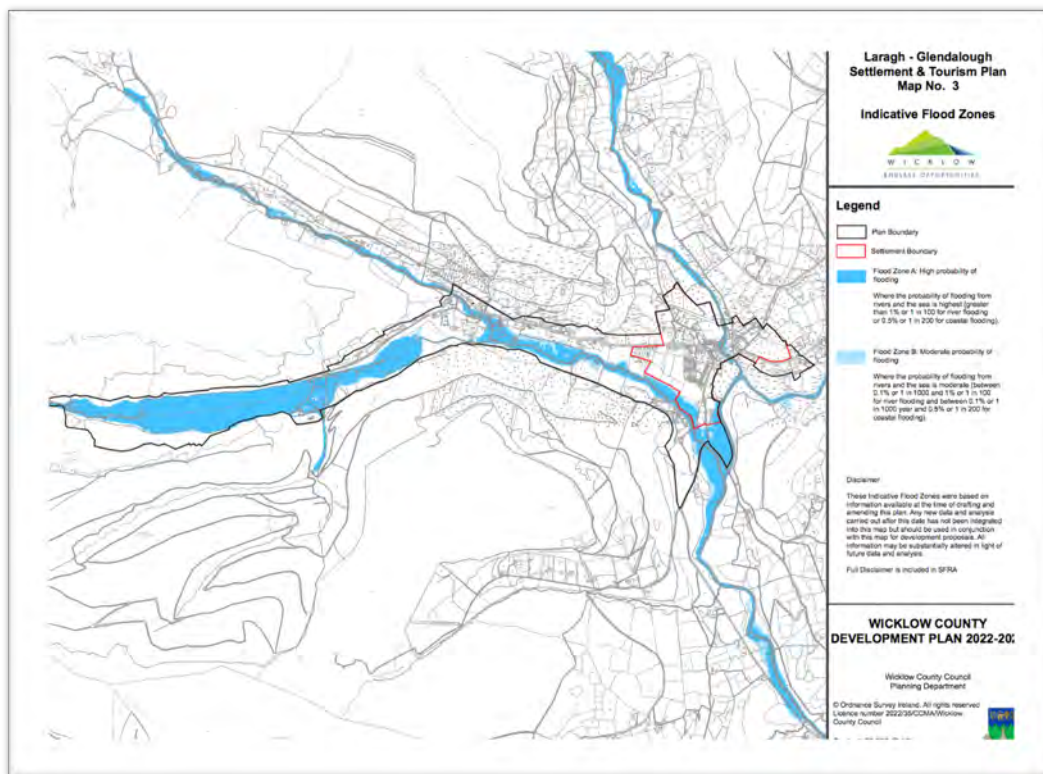 Laragh - Glendalough
Settlement & Tourism Plan
Map No. 3
Indicative Flood Zones
WICKLOW
ENDLESS OPPORTUNITIES
Legend
Plan Boundary
Settlement Boundary
Flood Zone A: High probability of
flooding
Where the probability of flooding from
rivers and the sea is highest (greater
than 1% or 1 in 100 for river flooding
or 0.5% or 1 in 200 for coastal flooding).
Flood Zone B: Moderate probability of
flooding
Where the probability of flooding from
rivers and the sea is moderate (between
0.1% or 1 in 1000 and 1% or 1 in 100
for river flooding and between 0.1% or 1
in 1000 year and 0.5% or 1 in 200 for
coastal flooding)
Disclaimer
These Indicative Flood Zones were based on
information available at the time of drafting and
amending this plan. Any new data and analysis
carried out after this date has not been integrated
into this map but should be used in conjunction
with this map for development proposals. All
information may be substantially altered in light of
future data and analysis.
Full Disclaimer is included in SFRA
WICKLOW COUNTY
DEVELOPMENT PLAN 2022-202
Wicklow County Council
Planning Department
© Ordnance Survey Ireland. All rights reserved
Licence number 2022/35/CCMA/Wicklow
County Council